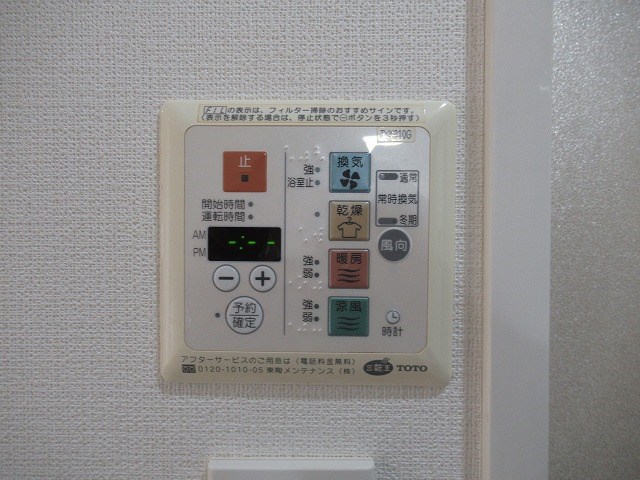 FILの表示は、フィルター掃除のおすすめサインです。
(表示を解除する場合は、停止状態で⊖ボタンを3秒押す)
止
開始時間
運転時間
AM
PM
-:--
－ ＋
予約
確定
強
浴室止
換気
乾燥
強
弱
暖房
強
弱
涼風
通常
常時換気
冬期
風向
時計
アフターサービスのご用命は（電話料金無料）
0120-1010-05 東陶メンテナンス（株）
三乾王 TOTO